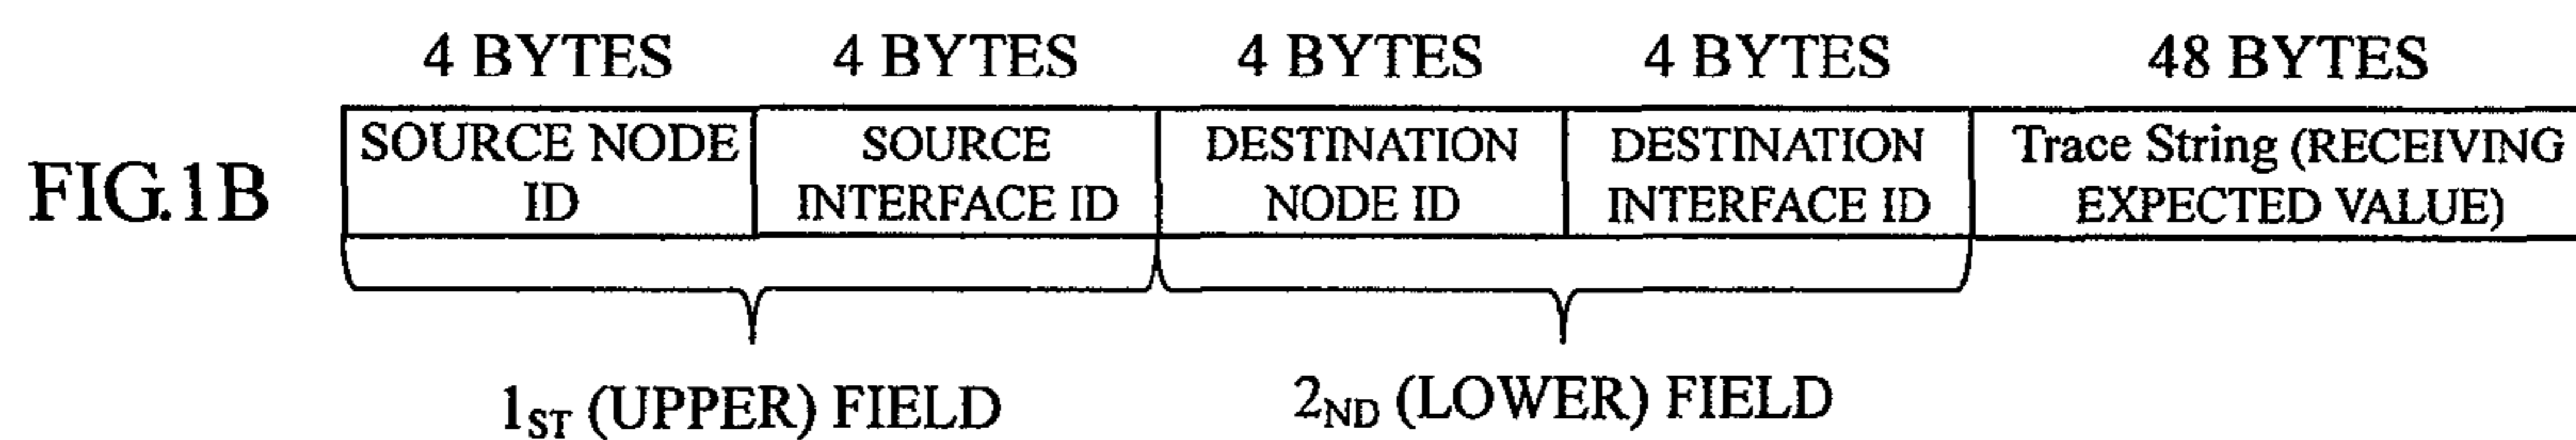 4 BYTES 4 BYTES 4 BYTES 4 BYTES 48 BYTES
FIG.1B
SOURCE NODE
ID
SOURCE
INTERFACE ID
DESTINATION
NODE ID
DESTINATION
INTERFACE ID
Trace String (RECEIVING
EXPECTED VALUE)
1ST (UPPER) FIELD
2ND (LOWER) FIELD